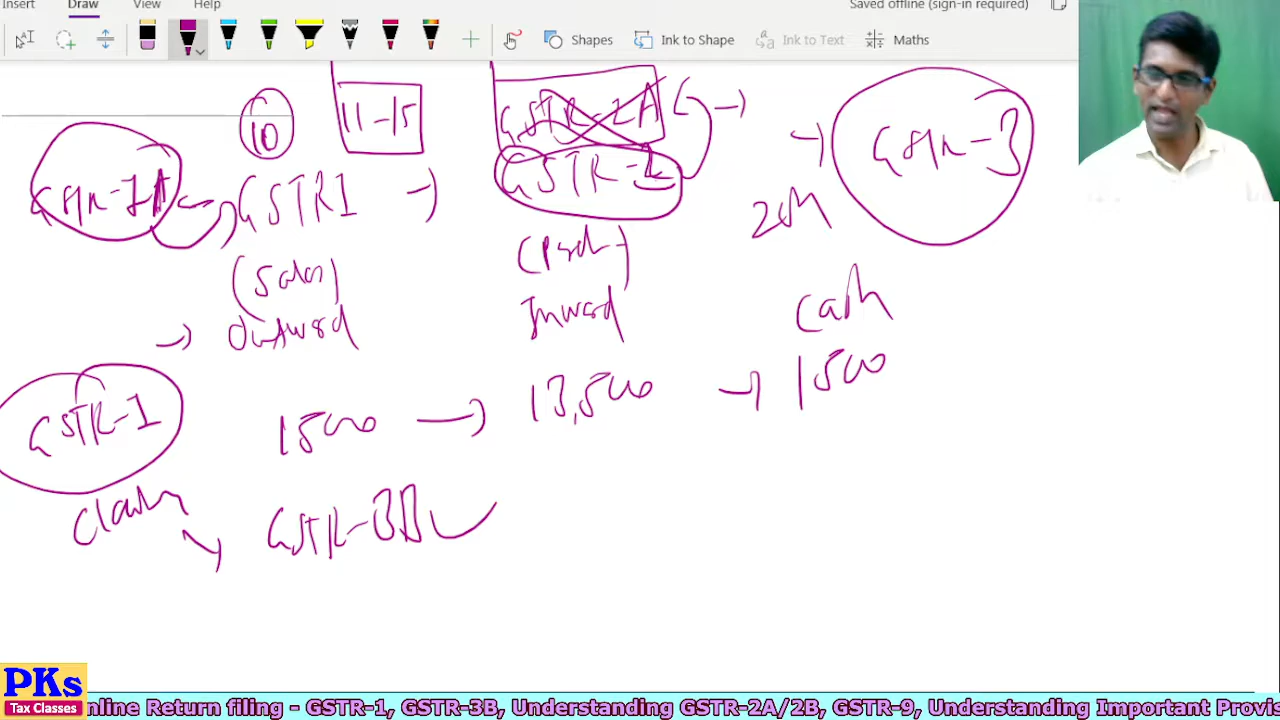 Insert Draw View Help Saved offline (sign-in required)
Shapes Ink to Shape Ink to Text Maths
10 11-15 GSTR-2A
GSTR-1A GSTR1 GSTR-2 GSTR-3
20th
(Sales) (Purch)
Outward Inward Cash
GSTR-1 1500 13,500 1500
GSTR-3B
PKs
Tax Classes
nline Return filing - GSTR-1, GSTR-3B, Understanding GSTR-2A/2B, GSTR-9, Understanding Important Provis